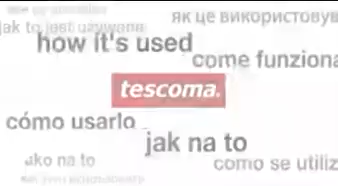 як це використовув
jak to jest używane
how it's used
come funziona
tescoma.
cómo usarlo
jak na to
ako na to
como se utiliz